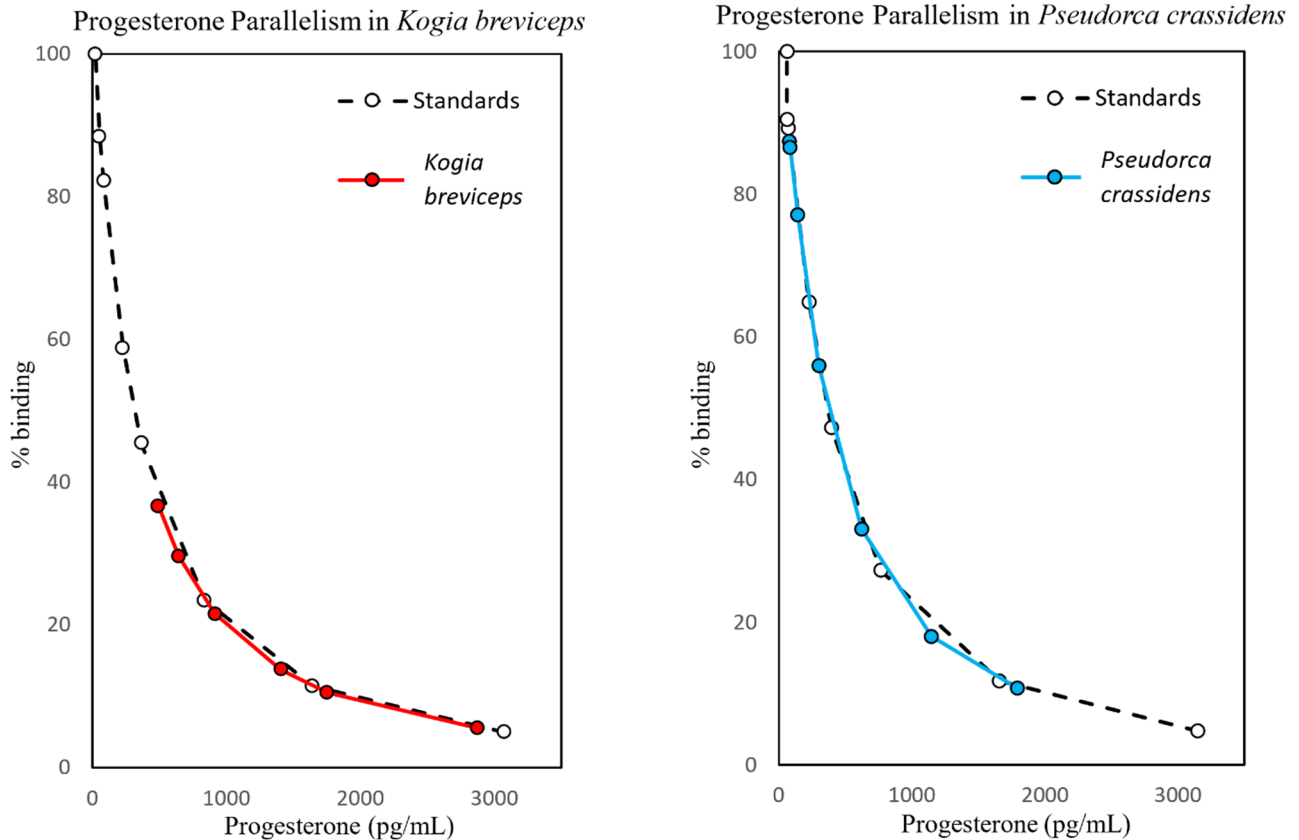 Progesterone Parallelism in Kogia breviceps
100
80
60
40
20
0
% binding
Standards
Kogia
breviceps
0 1000 2000 3000
Progesterone (pg/mL)
Progesterone Parallelism in Pseudorca crassidens
100
80
60
40
20
0
% binding
Standards
Pseudorca
crassidens
0 1000 2000 3000
Progesterone (pg/mL)